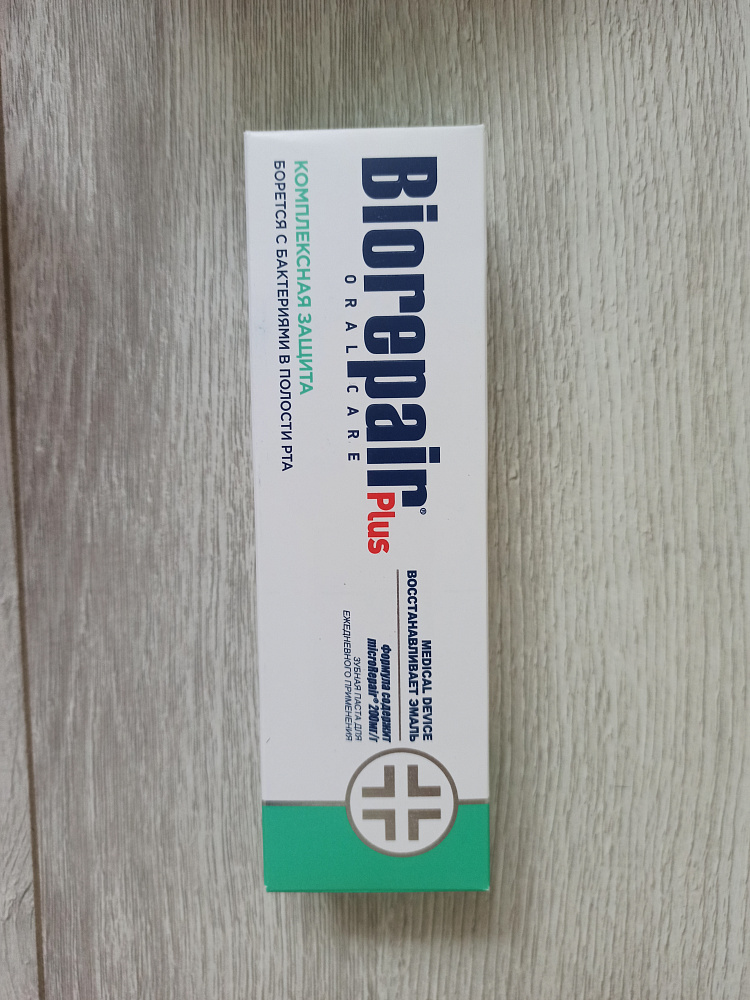 Biorepair® Plus
ORAL CARE
MEDICAL DEVICE
ВОССТАНАВЛИВАЕТ ЭМАЛЬ
Формула содержит
microRepair® 200мг/г
ЗУБНАЯ ПАСТА ДЛЯ
ЕЖЕДНЕВНОГО ПРИМЕНЕНИЯ
КОМПЛЕКСНАЯ ЗАЩИТА
БОРЕТСЯ С БАКТЕРИЯМИ В ПОЛОСТИ РТА